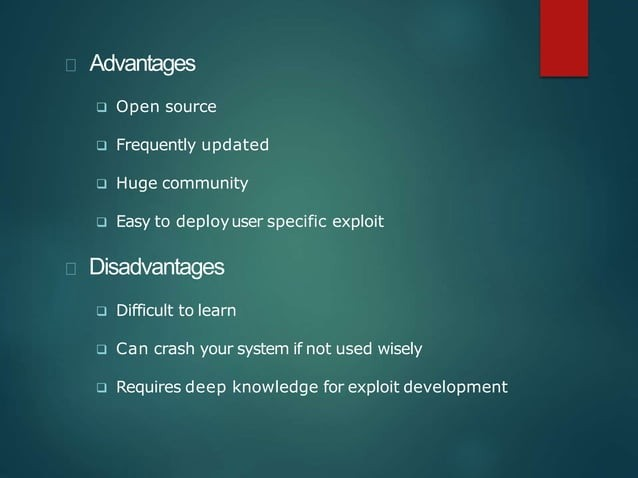 Advantages
Open source
Frequently updated
Huge community
Easy to deploy user specific exploit
Disadvantages
Difficult to learn
Can crash your system if not used wisely
Requires deep knowledge for exploit development